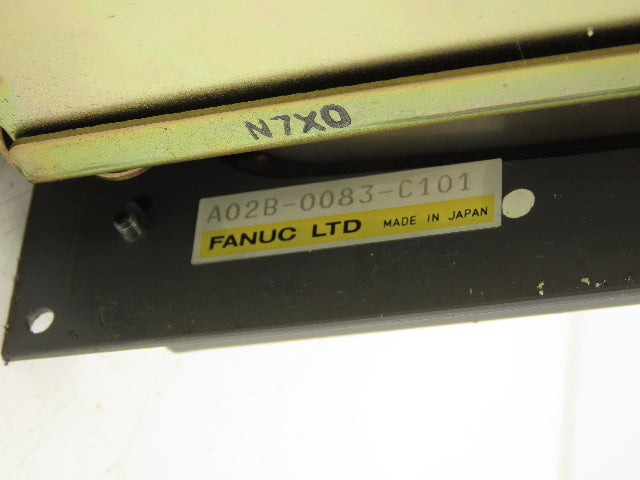 N7X0
A02B-0083-C101
FANUC LTD MADE IN JAPAN